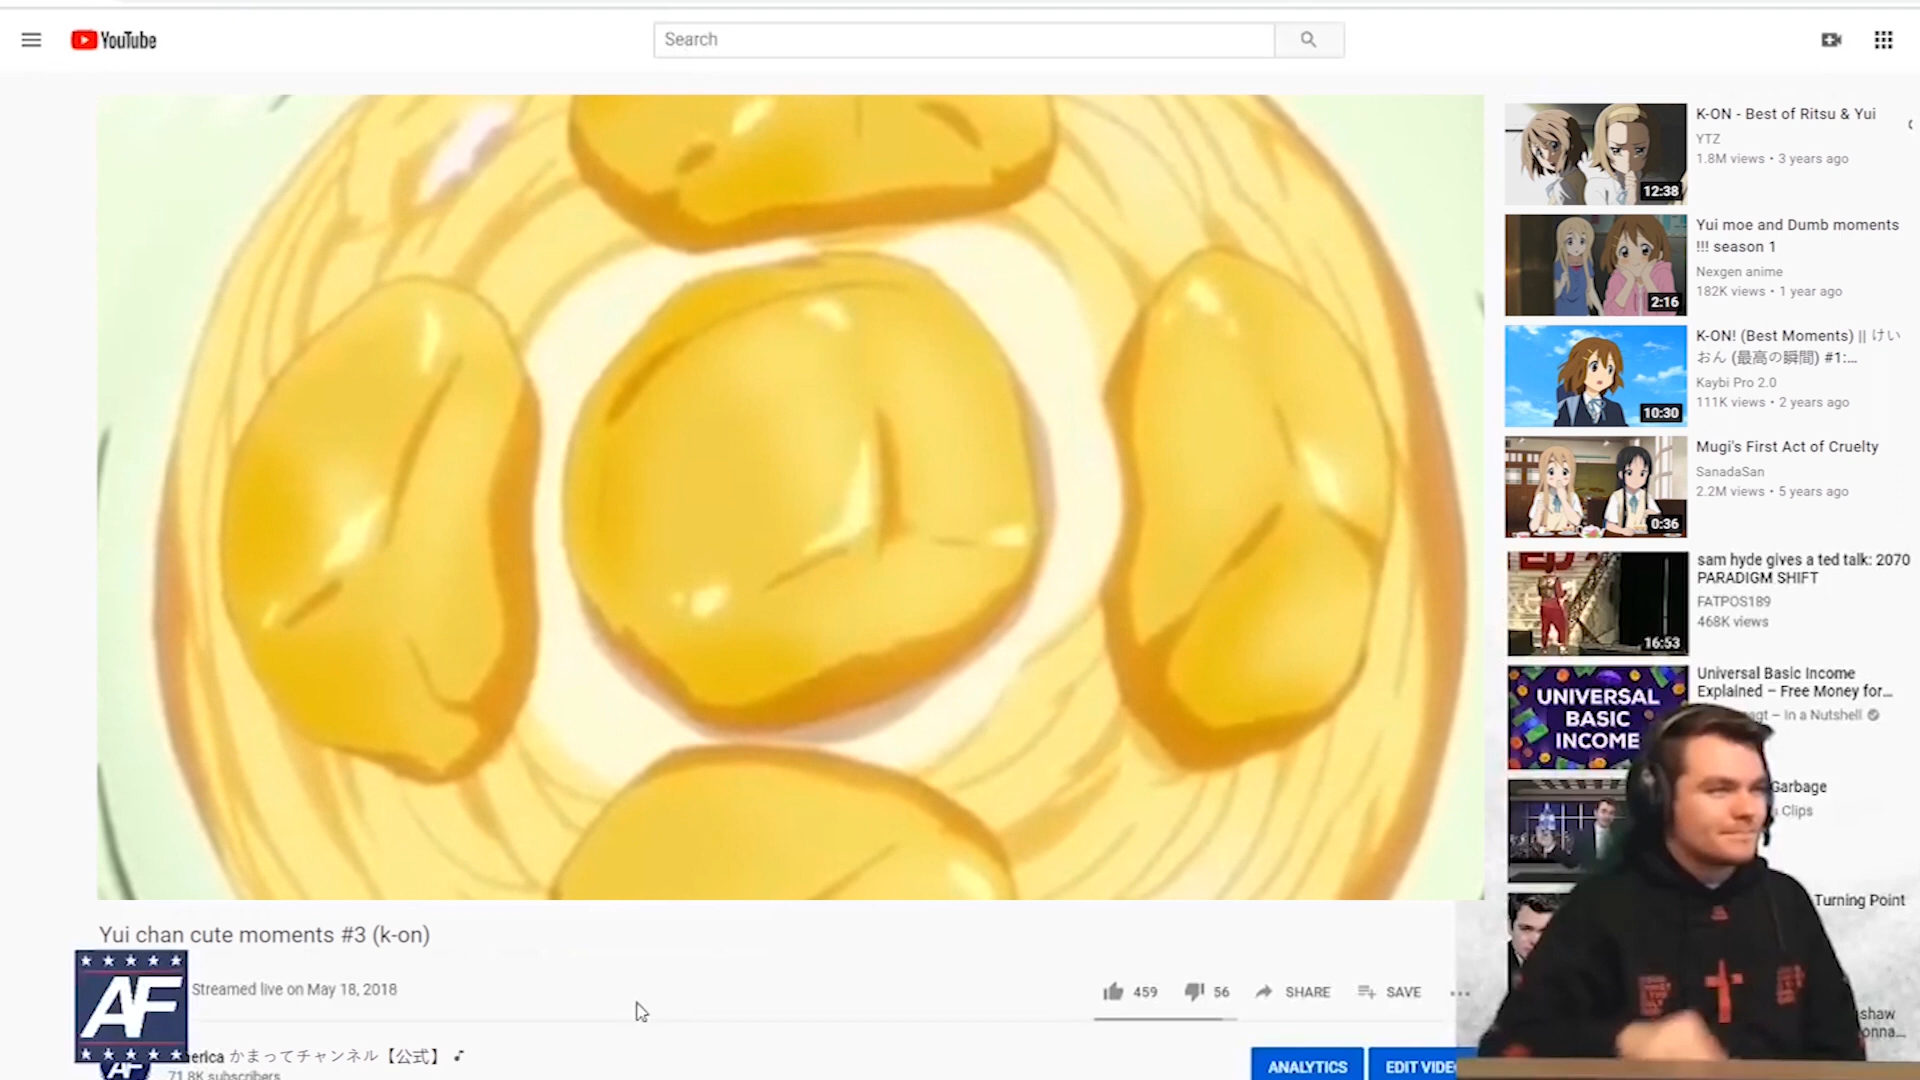 YouTube
Search
K-ON - Best of Ritsu & Yui
YTZ
1.8M views • 3 years ago
12:38
Yui moe and Dumb moments
!!! season 1
Nexgen anime
182K views • 1 year ago
2:16
K-ON! (Best Moments) || けい
おん (最高の瞬間) #1:...
Kaybi Pro 2.0
111K views • 2 years ago
10:30
Mugi's First Act of Cruelty
SanadaSan
2.2M views • 5 years ago
0:36
sam hyde gives a ted talk: 2070
PARADIGM SHIFT
FATPOS189
468K views
16:53
Universal Basic Income
Explained – Free Money for...
– In a Nutshell
UNIVERSAL
BASIC
INCOME
Garbage
Clips
Turning Point
Yui chan cute moments #3 (k-on)
AF
Streamed live on May 18, 2018
459
56
SHARE
SAVE
かまってチャンネル【公式】
71.8K subscribers
ANALYTICS
EDIT VIDE